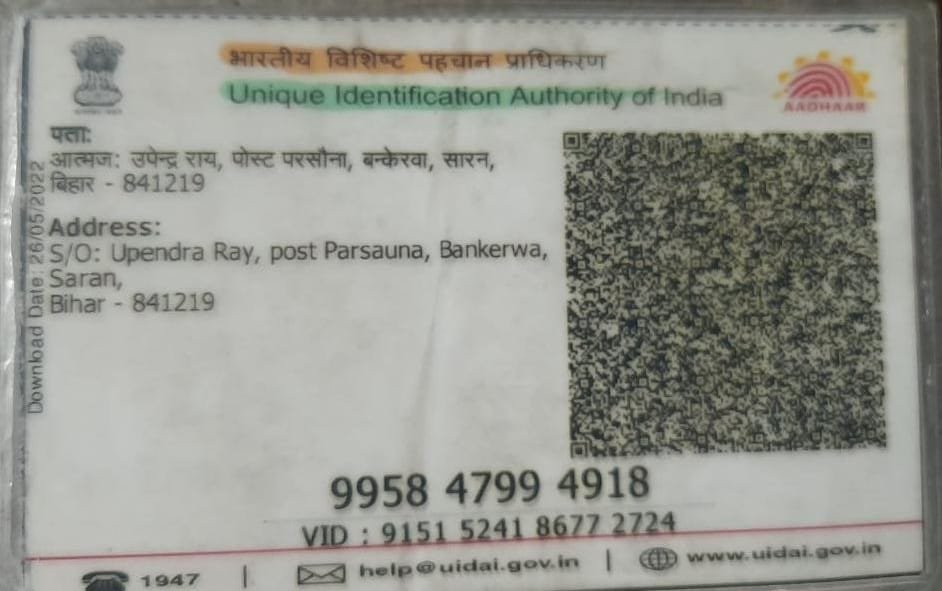 भारतीय विशिष्ट पहचान प्राधिकरण
Unique Identification Authority of India
AADHAAR
पता:
आत्मज: उपेन्द्र राय, पोस्ट परसौना, बन्केरवा, सारन,
बिहार - 841219
Address:
S/O: Upendra Ray, post Parsauna, Bankerwa,
Saran,
Bihar - 841219
Download Date: 26/05/2022
9958 4799 4918
VID : 9151 5241 8677 2724
1947 | help@uidai.gov.in | www.uidai.gov.in